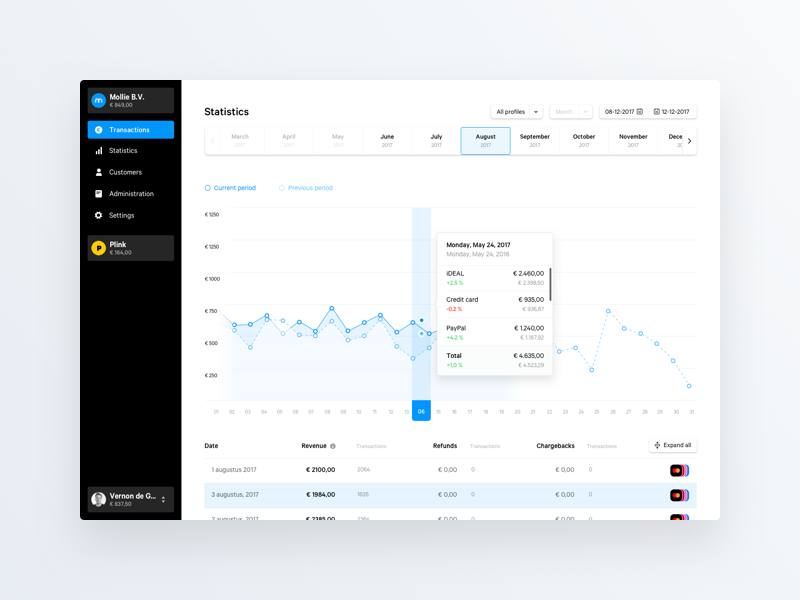 Mollie B.V.
€ 849,00
Transactions
Statistics
Customers
Administration
Settings
P
Plink
€ 164,00
Vernon de G...
€ 837,50
Statistics
All profiles
Month
08-12-2017
12-12-2017
March
2017
April
2017
May
2017
June
2017
July
2017
August
2017
September
2017
October
2017
November
2017
Dece
Current period
Previous period
€ 1250
€ 1250
€ 1000
€ 750
€ 500
€ 250
Monday, May 24, 2017
Monday, May 24, 2016
iDEAL € 2.460,00
+2,5 % € 2.398,50
Credit card € 935,00
-0.2 % € 936,87
PayPal € 1.240,00
+4,2 % € 1.187,92
Total € 4.635,00
+1,0 % € 4.523,29
01 02 03 04 05 06 07 08 09 10 11 12 13 06 15 16 17 18 19 20 21 22 23 24 25 26 27 28 29 30 31
Date Revenue Transactions Refunds Transactions Chargebacks Transactions Expand all
1 augustus 2017 € 2100,00 2064 € 0,00 0 € 0,00 0
3 augustus, 2017 € 1984,00 1835 € 0,00 0 € 0,00 0